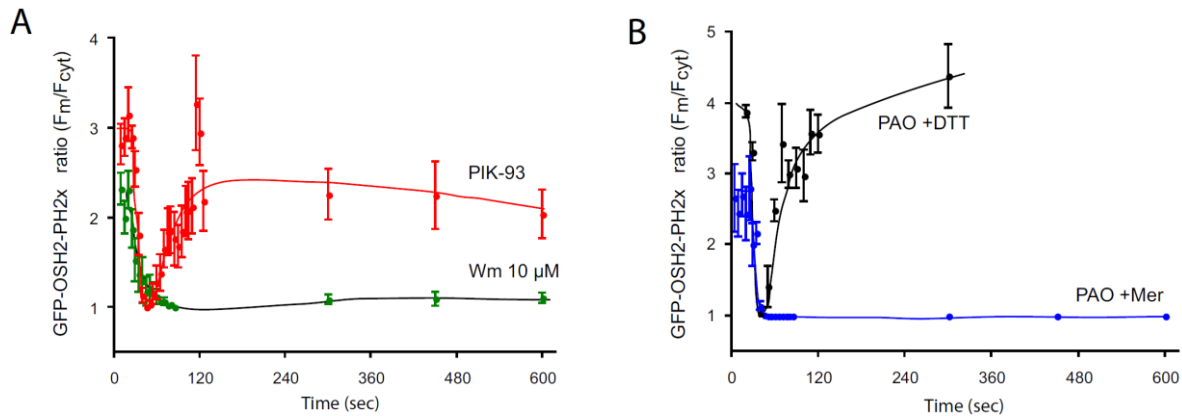 A
GFP-OSH2-PH2x ratio (Fm/Fcyt)
4
3
2
1
PIK-93
Wm 10 µM
0
120
240
360
480
600
Time (sec)
B
GFP-OSH2-PH2x ratio (Fm/Fcyt)
5
4
3
2
1
PAO +DTT
PAO +Mer
0
120
240
360
480
600
Time (sec)